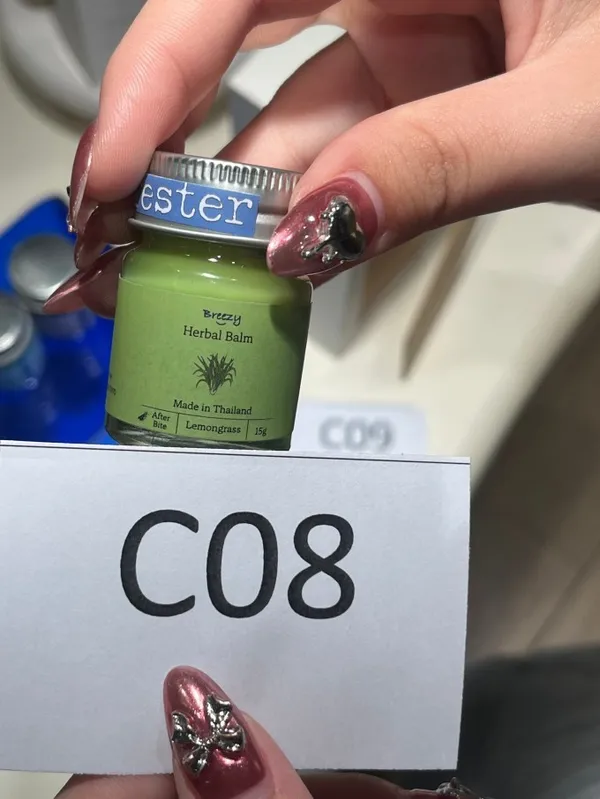 ester
Breezy
Herbal Balm
Made in Thailand
After Bite
Lemongrass
15g
C09
C08